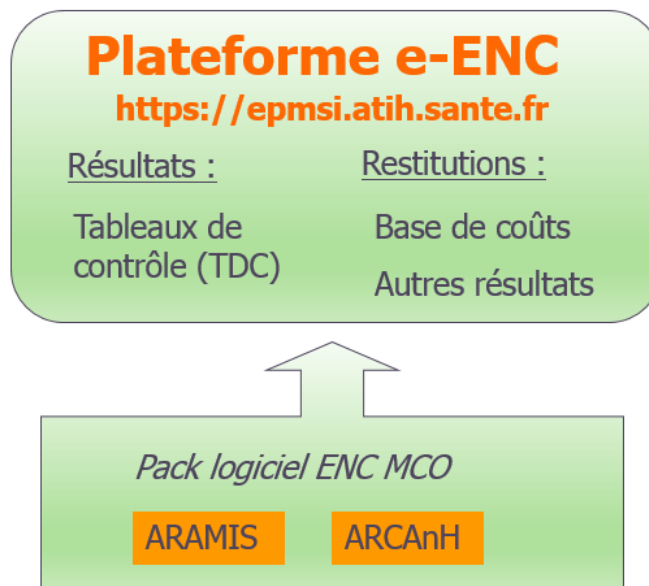 Plateforme e-ENC
https://epmsi.atih.sante.fr
Résultats :
Tableaux de
contrôle (TDC)
Restitutions :
Base de coûts
Autres résultats
Pack logiciel ENC MCO
ARAMIS
ARCAnH